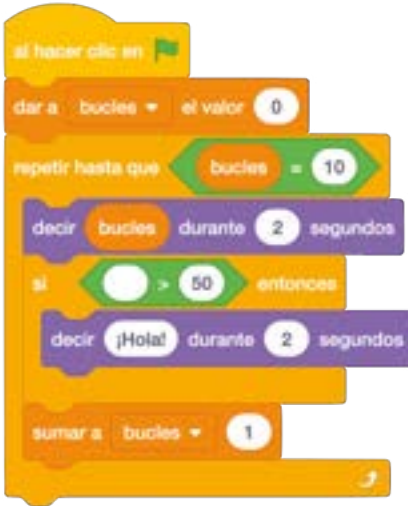 al hacer clic en
dar a bucles el valor 0
repetir hasta que bucles = 10
decir bucles durante 2 segundos
si > 50 entonces
decir ¡Hola! durante 2 segundos
sumar a bucles 1